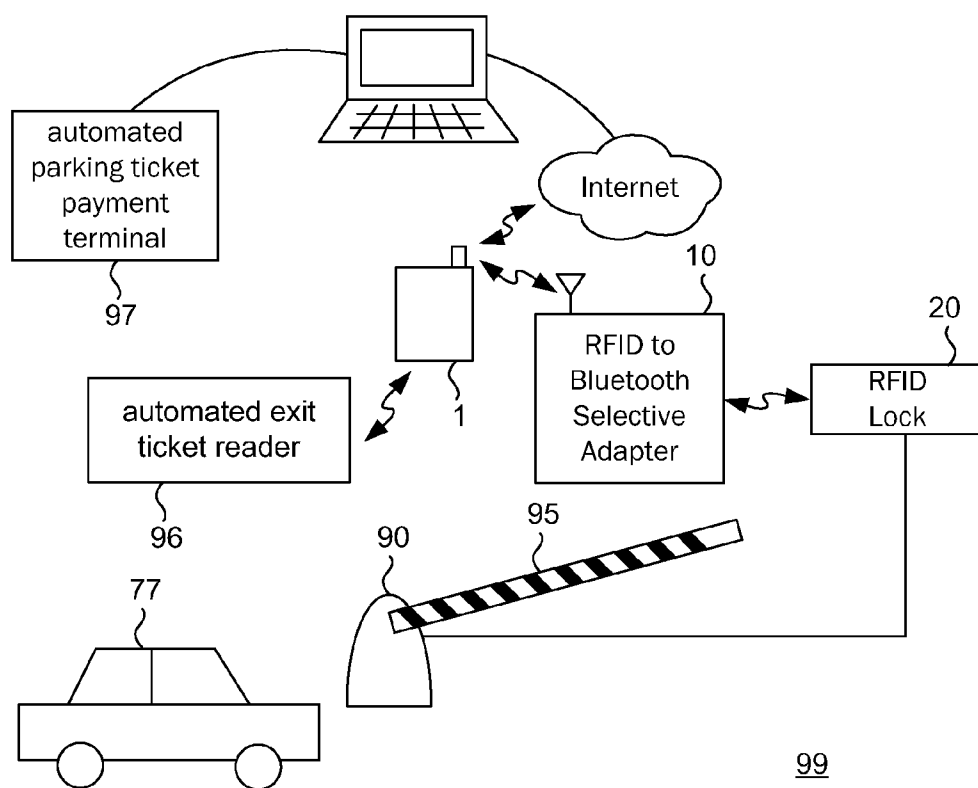 automated
parking ticket
payment
terminal
97
Internet
10
RFID to
Bluetooth
Selective
Adapter
20
RFID
Lock
1
automated exit
ticket reader
96
90
95
77
99